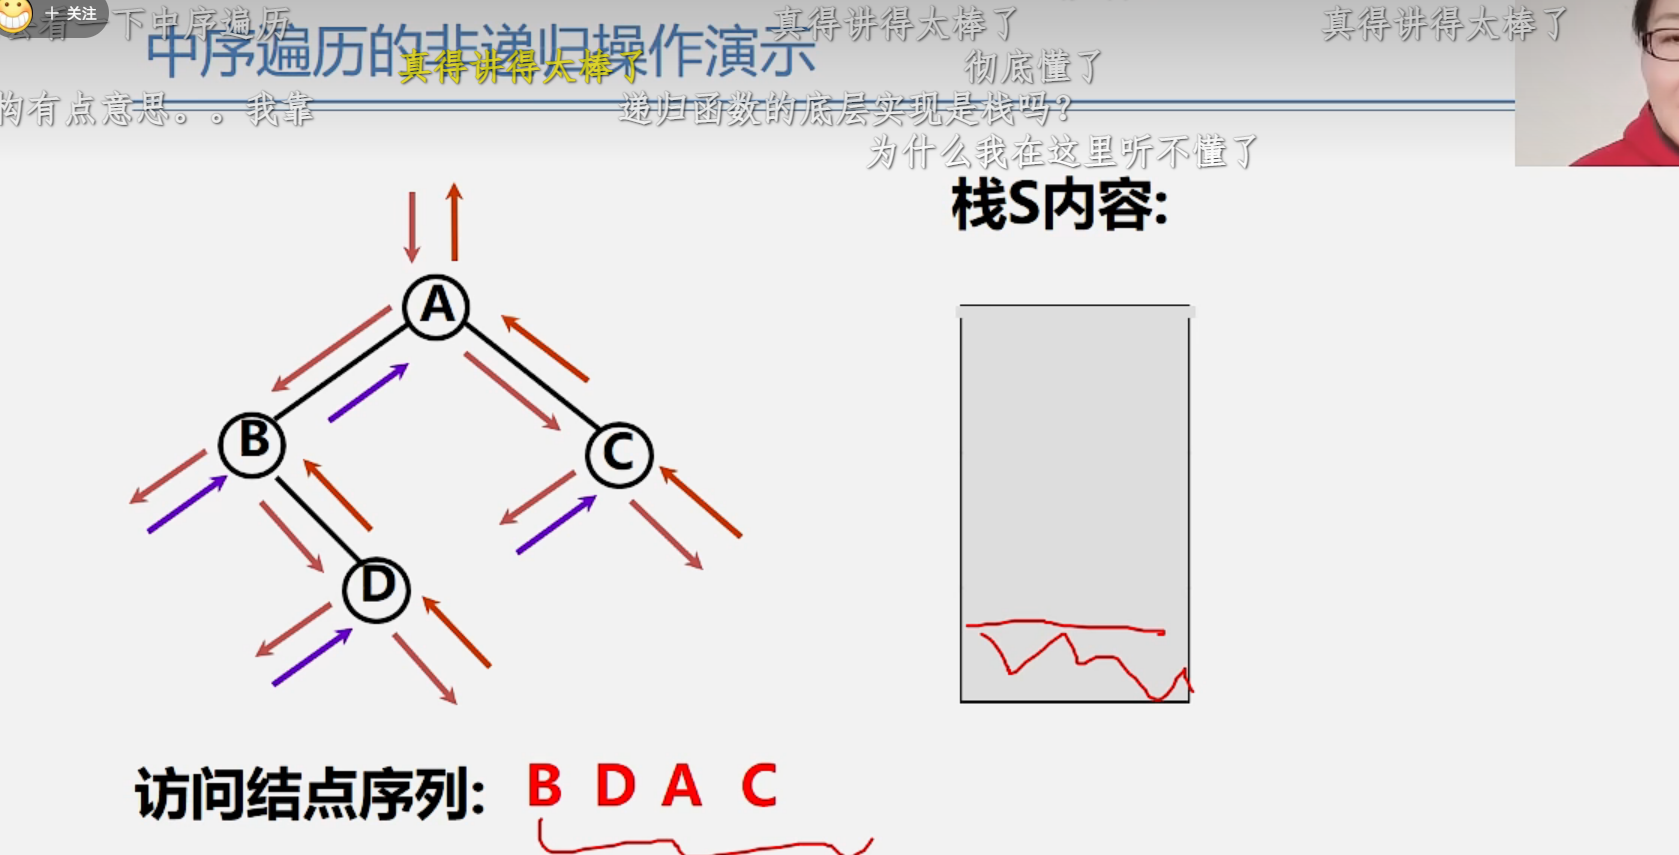 + 关注
去看一下中序遍历
真得讲得太棒了
真得讲得太棒了
中序遍历的非递归操作演示
真得讲得太棒了
彻底懂了
构有点意思。。我靠
递归函数的底层实现是栈吗?
为什么我在这里听不懂了
栈S内容:
A
B
C
D
访问结点序列: B D A C